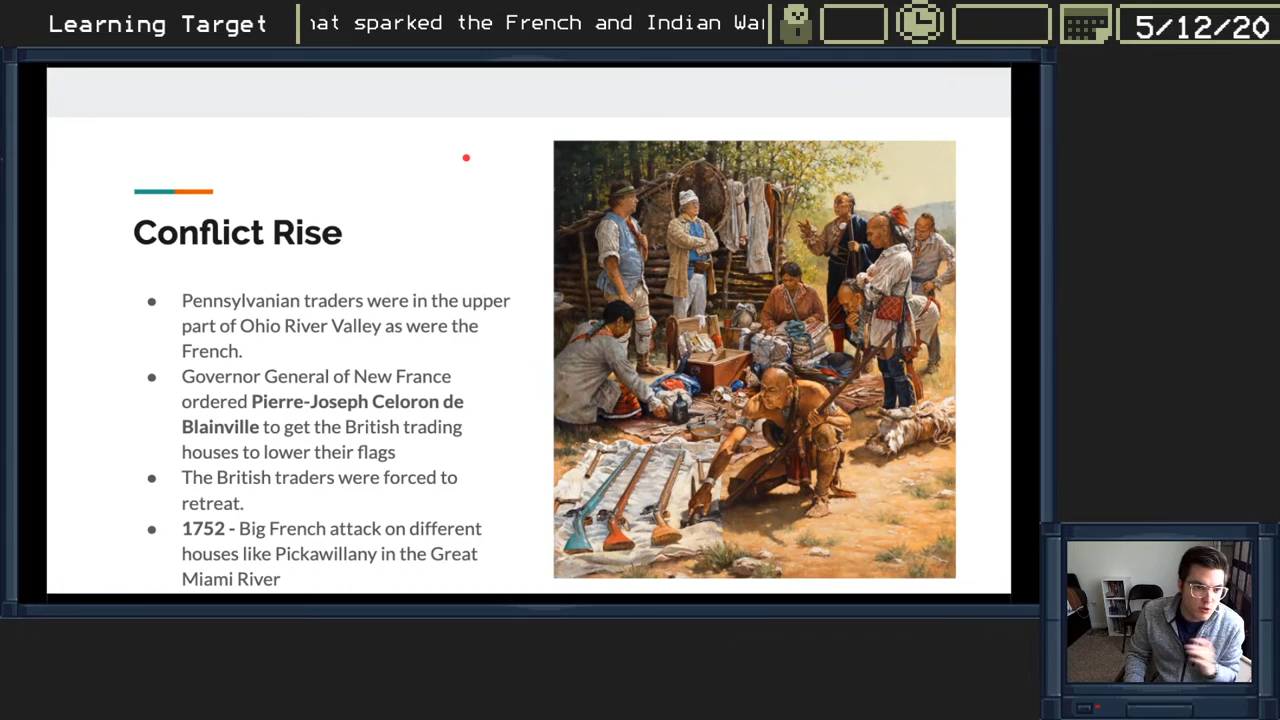 Learning Target
hat sparked the French and Indian War
5/12/20
Conflict Rise
● Pennsylvanian traders were in the upper
part of Ohio River Valley as were the
French.
● Governor General of New France
ordered Pierre-Joseph Celoron de
Blainville to get the British trading
houses to lower their flags
● The British traders were forced to
retreat.
● 1752 - Big French attack on different
houses like Pickawillany in the Great
Miami River